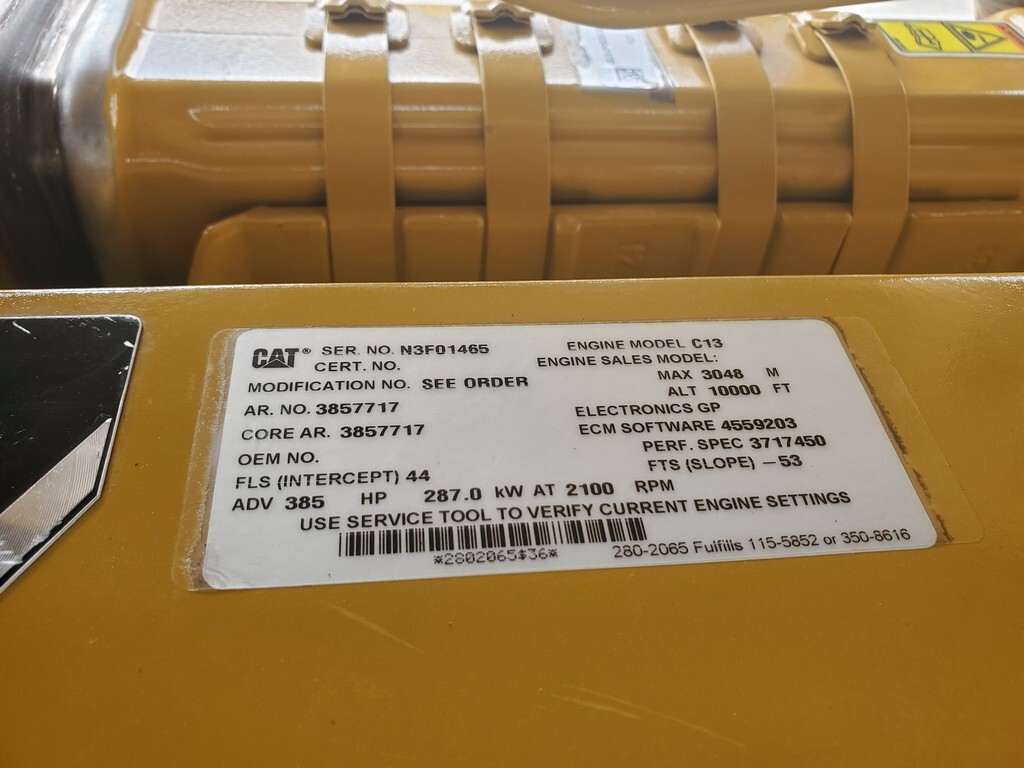 CAT® SER. NO. N3F01465 ENGINE MODEL C13
CERT. NO. ENGINE SALES MODEL:
MODIFICATION NO. SEE ORDER MAX 3048 M
ALT 10000 FT
AR. NO. 3857717 ELECTRONICS GP
CORE AR. 3857717 ECM SOFTWARE 4559203
OEM NO. PERF. SPEC 3717450
FLS (INTERCEPT) 44 FTS (SLOPE) -53
ADV 385 HP 287.0 kW AT 2100 RPM
USE SERVICE TOOL TO VERIFY CURRENT ENGINE SETTINGS
*2802065$36* 280-2065 Fulfills 115-5852 or 350-8616
12